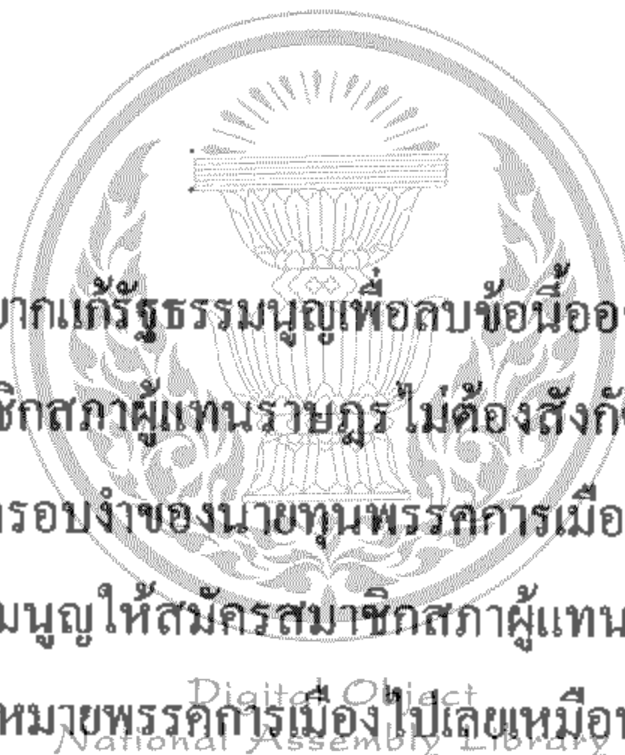 ยากแก้รัฐธรรมนูญเพื่อลบข้อนี้ออ
ชิกสภาผู้แทนราษฎรไม่ต้องสังกั
รอบงำของนายทุนพรรคการเมือ
มนูญให้สมัครสมาชิกสภาผู้แทน
Digital Object
หมายพรรคการเมืองไปเลยเหมือ
National Assembly Library